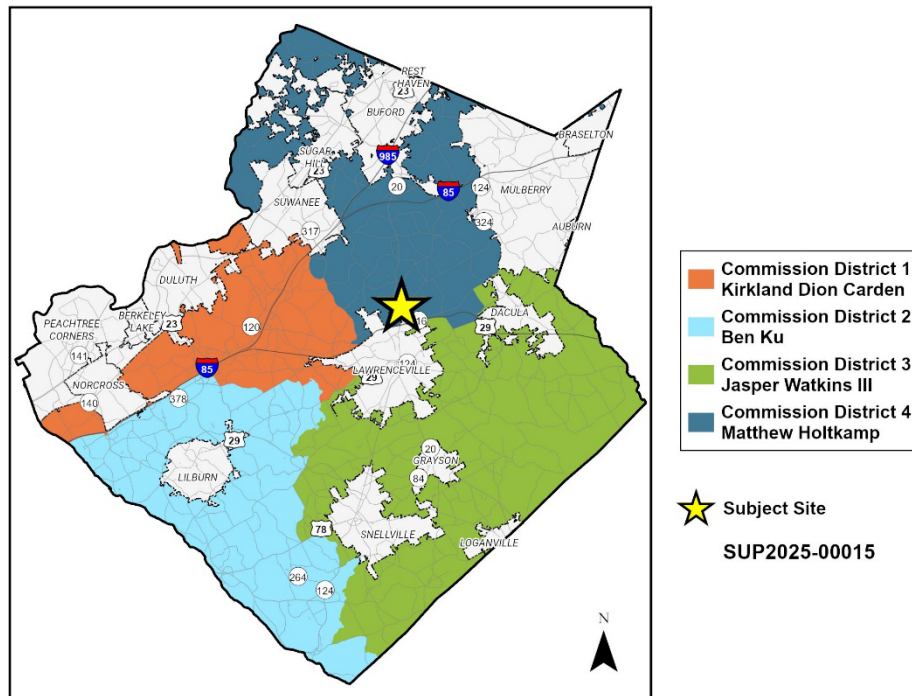 REST
HAVEN
23
BUFORD
BRASELTON
SUGAR
HILL
23
985
20
85
124
MULBERRY
SUWANEE
324
AUBURN
317
DULUTH
BERKELEY
LAKE
23
PEACHTREE
CORNERS
141
120
16
DACULA
29
NORCROSS
85
124
LAWRENCEVILLE
29
140
378
29
LILBURN
20
GRAYSON
84
78
SNELLVILLE
LOGANVILLE
264
124
N
Commission District 1
Kirkland Dion Carden
Commission District 2
Ben Ku
Commission District 3
Jasper Watkins III
Commission District 4
Matthew Holtkamp
Subject Site
SUP2025-00015